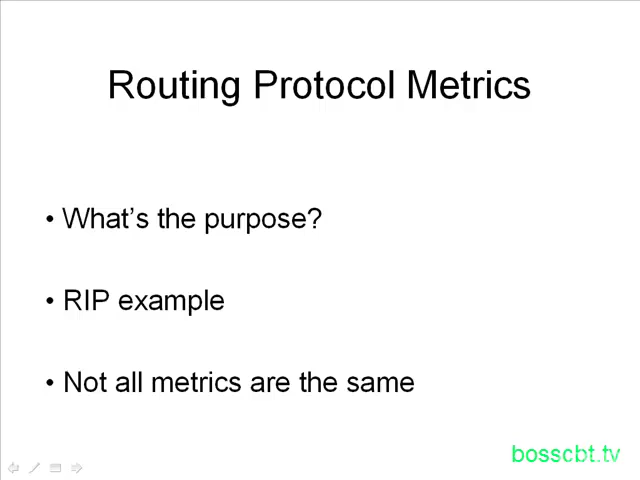 Routing Protocol Metrics
• What's the purpose?
• RIP example
• Not all metrics are the same
bosscbt.tv